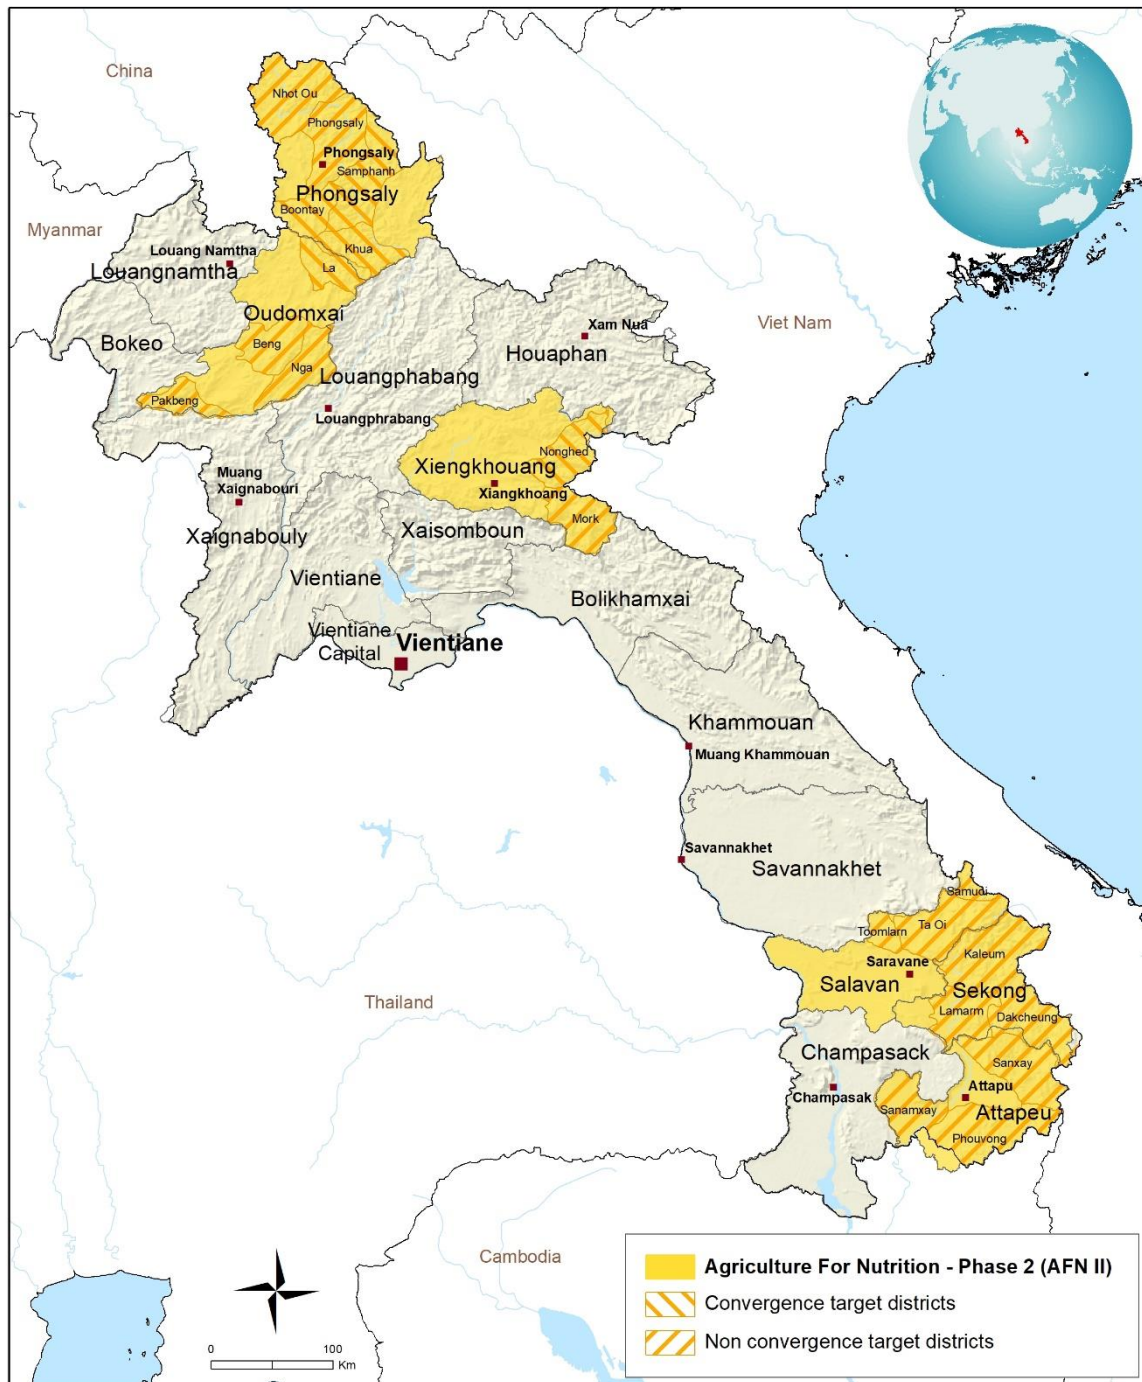 China
Nhot Ou
Phongsaly
Phongsaly
Samphanh
Phongsaly
Boontay
Myanmar
Khua
Louang Namtha
La
Louangnamtha
Oudomxai
Viet Nam
Xam Nua
Bokeo
Beng
Houaphan
Nga
Louangphabang
Pakbeng
Louangphrabang
Nonghed
Xiengkhouang
Muang
Xaignabouri
Xiangkhoang
Mork
Xaignabouly
Xaisomboun
Vientiane
Bolikhamxai
Vientiane
Capital
Vientiane
Khammouan
Muang Khammouan
Savannakhet
Savannakhet
Samudi
Toomlarn
Ta Oi
Kaleum
Saravane
Salavan
Sekong
Thailand
Lamarm
Dakcheung
Champasack
Sanxay
Champasak
Attapu
Sanamxay
Attapeu
Phouvong
Cambodia
Agriculture For Nutrition - Phase 2 (AFN II)
Convergence target districts
Non convergence target districts
0 100
Km